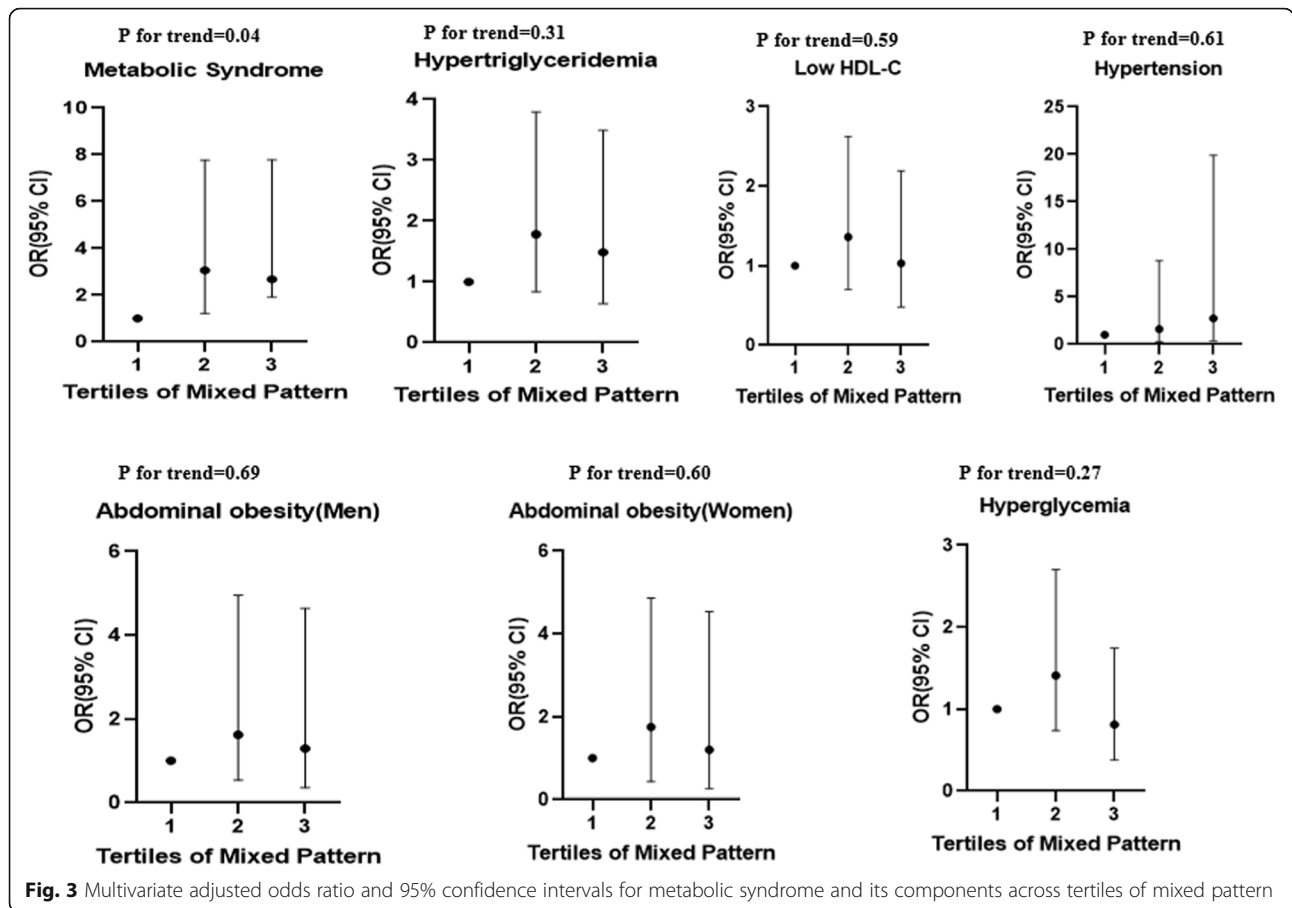 P for trend=0.04
Metabolic Syndrome
OR(95% CI)
10
8
6
4
2
0
1 2 3
Tertiles of Mixed Pattern
P for trend=0.31
Hypertriglyceridemia
OR(95% CI)
4
3
2
1
0
1 2 3
Tertiles of Mixed Pattern
P for trend=0.59
Low HDL-C
OR(95% CI)
3
2
1
0
1 2 3
Tertiles of Mixed Pattern
P for trend=0.61
Hypertension
OR(95% CI)
25
20
15
10
5
0
1 2 3
Tertiles of Mixed Pattern
P for trend=0.69
Abdominal obesity(Men)
OR(95% CI)
6
4
2
0
1 2 3
Tertiles of Mixed Pattern
P for trend=0.60
Abdominal obesity(Women)
OR(95% CI)
6
4
2
0
1 2 3
Tertiles of Mixed Pattern
P for trend=0.27
Hyperglycemia
OR(95% CI)
3
2
1
0
1 2 3
Tertiles of Mixed Pattern
Fig. 3 Multivariate adjusted odds ratio and 95% confidence intervals for metabolic syndrome and its components across tertiles of mixed pattern